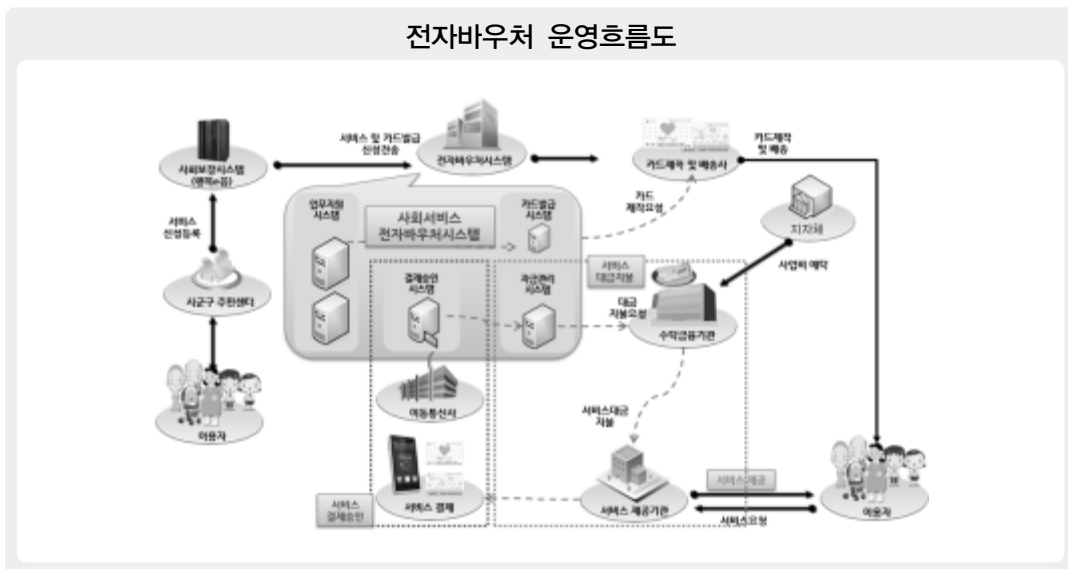 전자바우처 운영흐름도
서비스 및 카드발급
신청전송
전자바우처시스템
카드제작 및 배송사
카드제작
및 배송
사회보장시스템
(행복e음)
서비스
신청등록
시군구 주민센터
이용자
업무지원
시스템
사회서비스
전자바우처시스템
카드발급
시스템
카드
제작요청
지자체
사업비 예탁
결제승인
시스템
자금관리
시스템
서비스
대금지불
대금
지불요청
수탁금융기관
이동통신사
서비스대금
지불
서비스 결제
서비스
결제승인
서비스 제공기관
서비스 제공
서비스요청
이용자